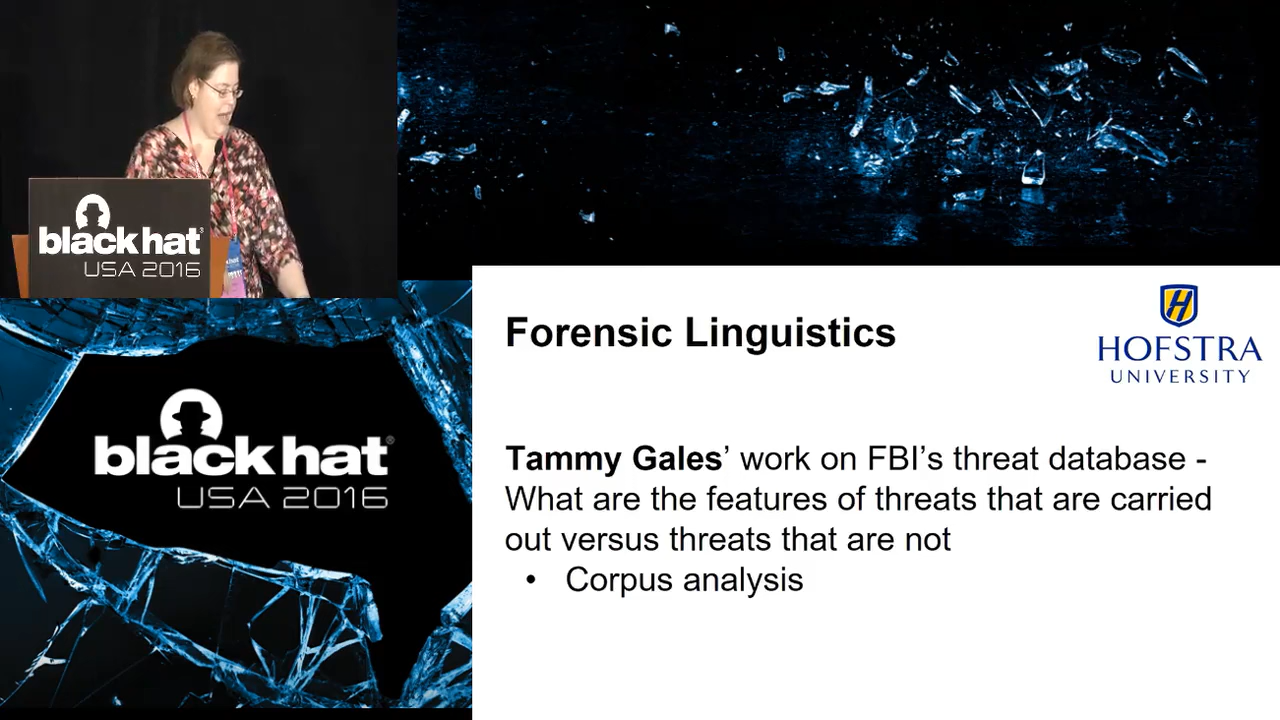 black hat®
USA 2016
black hat®
USA 2016
Forensic Linguistics
H
HOFSTRA
UNIVERSITY
Tammy Gales’ work on FBI’s threat database -
What are the features of threats that are carried
out versus threats that are not
• Corpus analysis